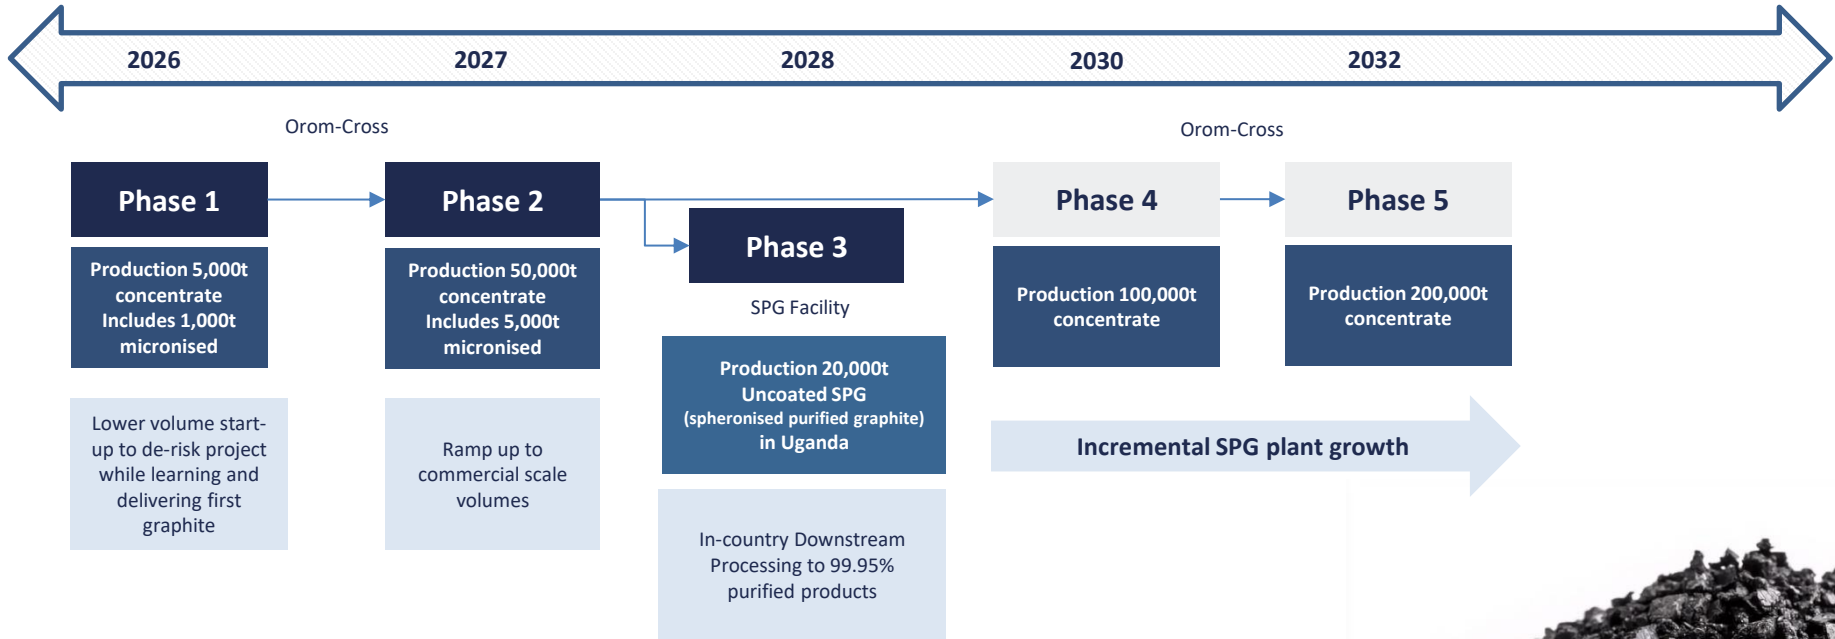 2026
2027
2028
2030
2032
Orom-Cross
Orom-Cross
Phase 1
Production 5,000t
concentrate
Includes 1,000t
micronised
Lower volume start-
up to de-risk project
while learning and
delivering first
graphite
Phase 2
Production 50,000t
concentrate
Includes 5,000t
micronised
Ramp up to
commercial scale
volumes
Phase 3
SPG Facility
Production 20,000t
Uncoated SPG
(spheronised purified graphite)
in Uganda
In-country Downstream
Processing to 99.95%
purified products
Phase 4
Production 100,000t
concentrate
Phase 5
Production 200,000t
concentrate
Incremental SPG plant growth